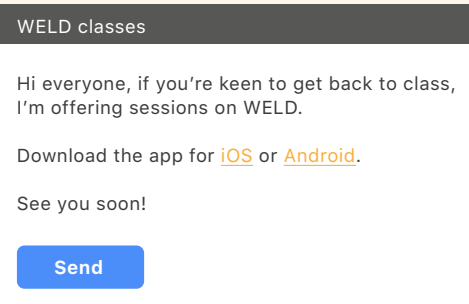 WELD classes
Hi everyone, if you’re keen to get back to class,
I’m offering sessions on WELD.
Download the app for iOS or Android.
See you soon!
Send